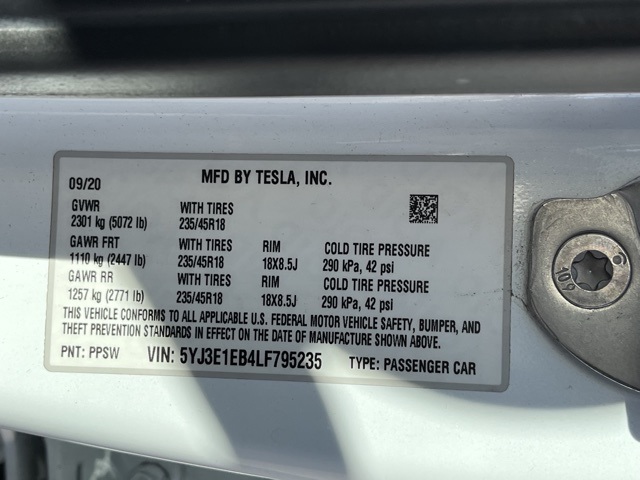 MFD BY TESLA, INC.
09/20
GVWR WITH TIRES
2301 kg (5072 lb) 235/45R18
GAWR FRT WITH TIRES RIM COLD TIRE PRESSURE
1110 kg (2447 lb) 235/45R18 18X8.5J 290 kPa, 42 psi
GAWR RR WITH TIRES RIM COLD TIRE PRESSURE
1257 kg (2771 lb) 235/45R18 18X8.5J 290 kPa, 42 psi
THIS VEHICLE CONFORMS TO ALL APPLICABLE U.S. FEDERAL MOTOR VEHICLE SAFETY, BUMPER, AND
THEFT PREVENTION STANDARDS IN EFFECT ON THE DATE OF MANUFACTURE SHOWN ABOVE.
PNT: PPSW VIN: 5YJ3E1EB4LF795235 TYPE: PASSENGER CAR
10.9